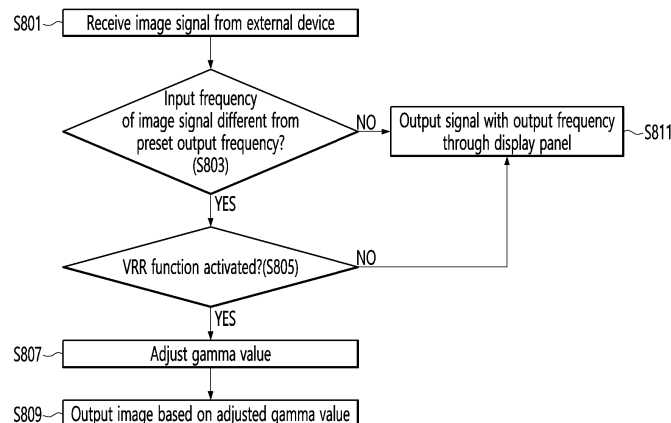 S801
Receive image signal from external device
Input frequency
of image signal different from
preset output frequency?
(S803)
NO
Output signal with output frequency
through display panel
S811
YES
VRR function activated?(S805)
NO
YES
S807
Adjust gamma value
S809
Output image based on adjusted gamma value